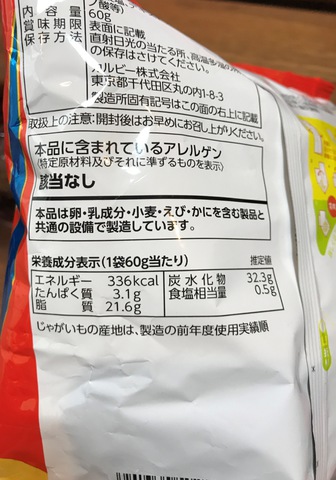 酸等)
内容量 60g
賞味期限 表面に記載
保存方法 直射日光の当たる所、高温多湿の
の保存はさけてください。
カルビー株式会社
東京都千代田区丸の内1-8-3
製造所固有記号はこの面の右上に記載
取扱上の注意:開封後はお早めにお召し上がりください。
本品に含まれているアレルゲン
(特定原材料及びそれに準ずるものを表示)
該当なし
本品は卵・乳成分・小麦・えび・かにを含む製品と
共通の設備で製造しています。
栄養成分表示(1袋60g当たり) 推定値
エネルギー 336kcal 炭水化物 32.3g
たんぱく質 3.1g 食塩相当量 0.5g
脂質 21.6g
じゃがいもの産地は、製造の前年度使用実績順